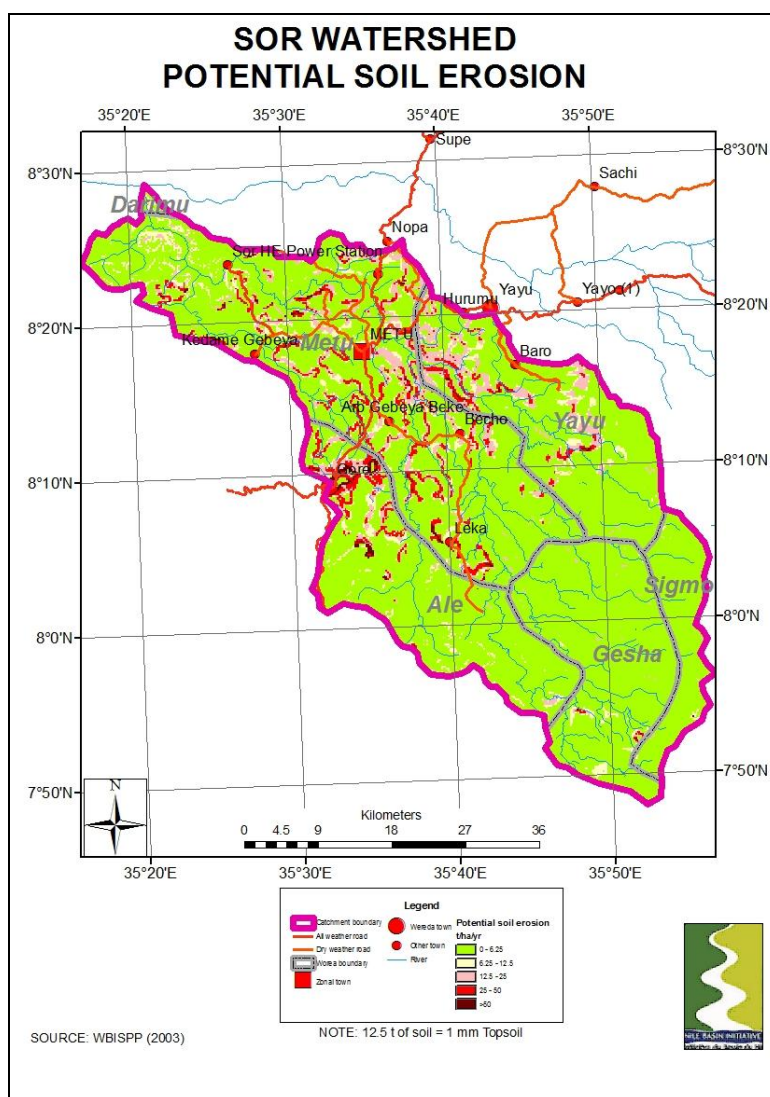 SOR WATERSHED
POTENTIAL SOIL EROSION
35°20'E 35°30'E 35°40'E 35°50'E
8°30'N 8°30'N
8°20'N 8°20'N
8°10'N 8°10'N
8°0'N 8°0'N
7°50'N 7°50'N
Supe
Sachi
Darimu
Nopa
Sor HE Power Station
Hurumu Yayu Yayo (1)
Metu METU
Kedame Gebeya
Baro
Arp Gebeya Beke
Becho
Yayu
Gore
Leka
Ale
Sigmo
Gesha
N
Kilometers
0 4.5 9 18 27 36
35°20'E 35°30'E 35°40'E 35°50'E
Legend
Catchment boundary
All weather road
Dry weather road
Worea boundary
Zonal town
Wereda town
Other town
River
Potential soil erosion
t/ha/yr
0 - 6.25
6.25 - 12.5
12.5 - 25
25 - 50
>50
SOURCE: WBISPP (2003)
NOTE: 12.5 t of soil = 1 mm Topsoil
NILE BASIN INITIATIVE